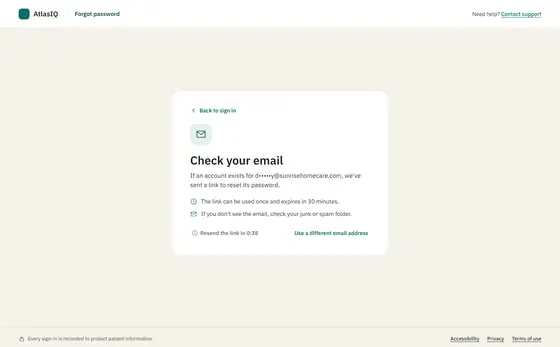 AtlasIQ
Forgot password
Need help? Contact support
Back to sign in
Check your email
If an account exists for d•••••y@sunrisehomecare.com, we've
sent a link to reset its password.
The link can be used once and expires in 30 minutes.
If you don't see the email, check your junk or spam folder.
Resend the link in 0:38
Use a different email address
Every sign-in is recorded to protect patient information.
Accessibility
Privacy
Terms of use